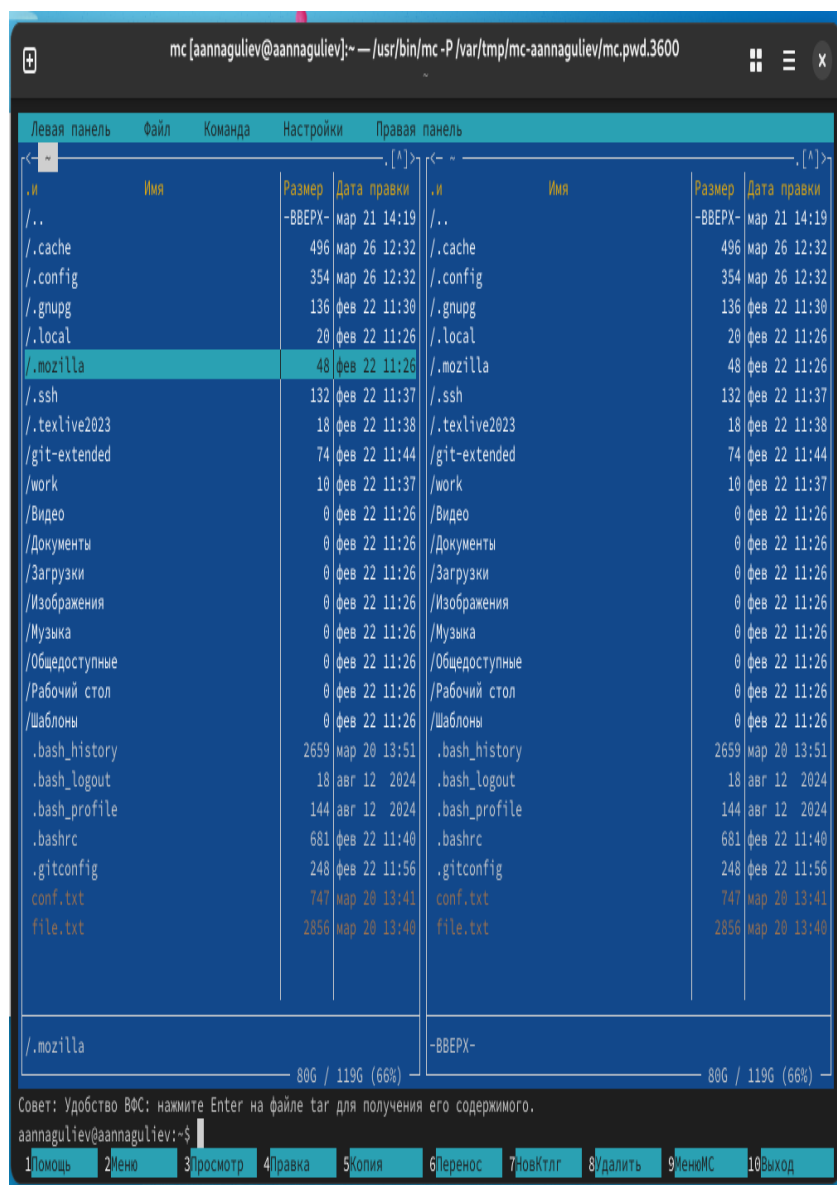 mc [aannaguliev@aannaguliev]:~ — /usr/bin/mc -P /var/tmp/mc-aannaguliev/mc.pwd.3600
~
Левая панель Файл Команда Настройки Правая панель
<- ~ .[^]> <- ~ .[^]>
.и Имя Размер Дата правки .и Имя Размер Дата правки
/.. -ВВЕРХ- мар 21 14:19 /.. -ВВЕРХ- мар 21 14:19
/.cache 496 мар 26 12:32 /.cache 496 мар 26 12:32
/.config 354 мар 26 12:32 /.config 354 мар 26 12:32
/.gnupg 136 фев 22 11:30 /.gnupg 136 фев 22 11:30
/.local 20 фев 22 11:26 /.local 20 фев 22 11:26
/.mozilla 48 фев 22 11:26 /.mozilla 48 фев 22 11:26
/.ssh 132 фев 22 11:37 /.ssh 132 фев 22 11:37
/.texlive2023 18 фев 22 11:38 /.texlive2023 18 фев 22 11:38
/git-extended 74 фев 22 11:44 /git-extended 74 фев 22 11:44
/work 10 фев 22 11:37 /work 10 фев 22 11:37
/Видео 0 фев 22 11:26 /Видео 0 фев 22 11:26
/Документы 0 фев 22 11:26 /Документы 0 фев 22 11:26
/Загрузки 0 фев 22 11:26 /Загрузки 0 фев 22 11:26
/Изображения 0 фев 22 11:26 /Изображения 0 фев 22 11:26
/Музыка 0 фев 22 11:26 /Музыка 0 фев 22 11:26
/Общедоступные 0 фев 22 11:26 /Общедоступные 0 фев 22 11:26
/Рабочий стол 0 фев 22 11:26 /Рабочий стол 0 фев 22 11:26
/Шаблоны 0 фев 22 11:26 /Шаблоны 0 фев 22 11:26
.bash_history 2659 мар 20 13:51 .bash_history 2659 мар 20 13:51
.bash_logout 18 авг 12 2024 .bash_logout 18 авг 12 2024
.bash_profile 144 авг 12 2024 .bash_profile 144 авг 12 2024
.bashrc 681 фев 22 11:40 .bashrc 681 фев 22 11:40
.gitconfig 248 фев 22 11:56 .gitconfig 248 фев 22 11:56
conf.txt 747 мар 20 13:41 conf.txt 747 мар 20 13:41
file.txt 2856 мар 20 13:40 file.txt 2856 мар 20 13:40
/.mozilla -ВВЕРХ-
80G / 119G (66%) 80G / 119G (66%)
Совет: Удобство ВФС: нажмите Enter на файле tar для получения его содержимого.
aannaguliev@aannaguliev:~$
1Помощь 2Меню 3Просмотр 4Правка 5Копия 6Перенос 7НовКтлг 8Удалить 9МенюМС 10Выход